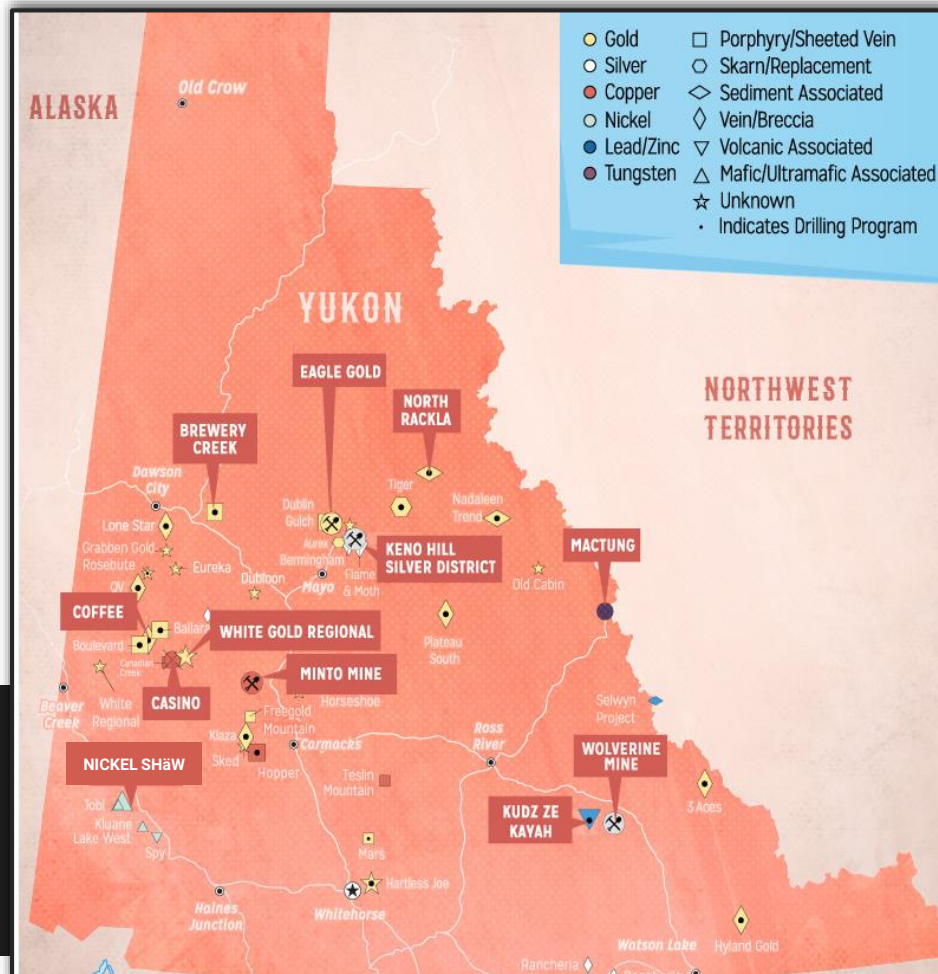 Gold
Silver
Copper
Nickel
Lead/Zinc
Tungsten
Porphyry/Sheeted Vein
Skarn/Replacement
Sediment Associated
Vein/Breccia
Volcanic Associated
Mafic/Ultramafic Associated
Unknown
Indicates Drilling Program
Old Crow
ALASKA
YUKON
NORTHWEST
TERRITORIES
EAGLE GOLD
NORTH
RACKLA
BREWERY
CREEK
Dawson
City
Tiger
Nadaleen
Trend
Dublin
Gulch
Lone Star
Aurex
Grabben Gold
Rosebute
Eureka
Bermingham
KENO HILL
SILVER DISTRICT
MACTUNG
Flame
& Moth
Mayo
Dubloon
Old Cabin
QV
COFFEE
Ballara
WHITE GOLD REGIONAL
Boulevard
Canadian
Creek
Plateau
South
MINTO MINE
CASINO
White
Regional
Beaver
Creek
Horseshoe
Freegold
Mountain
Selwyn
Project
Klaza
Carmacks
Ross
River
Sked
Hopper
NICKEL SHäW
WOLVERINE
MINE
Teslin
Mountain
Tobi
3 Aces
KUDZ ZE
KAYAH
Kluane
Lake West
Spy
Mars
Hartless Joe
Haines
Junction
Whitehorse
Watson Lake
Hyland Gold
Rancheria